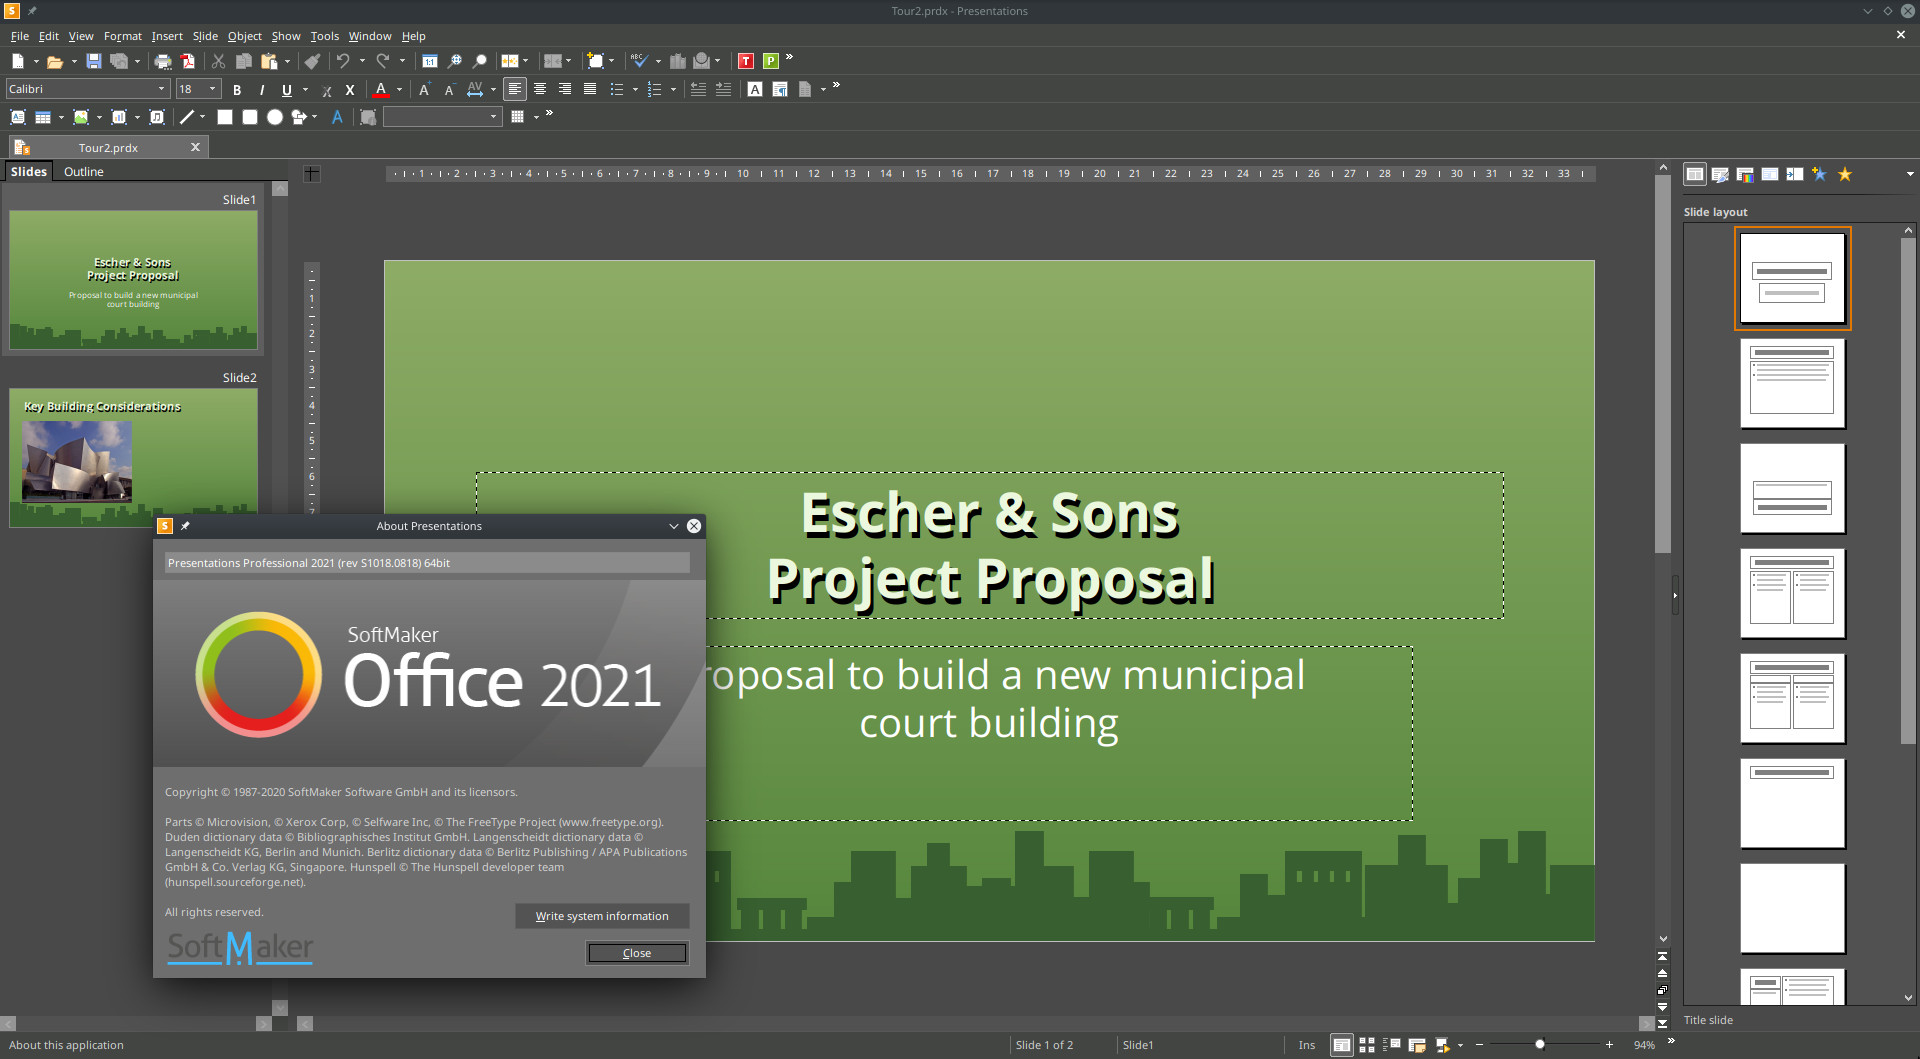 Tour2.prdx - Presentations
File Edit View Format Insert Slide Object Show Tools Window Help
Calibri 18
Tour2.prdx
Slides Outline
Slide1
Escher & Sons
Project Proposal
Proposal to build a new municipal
court building
Slide2
Key Building Considerations
1 2 3 4 5 6 7 8 9 10 11 12 13 14 15 16 17 18 19 20 21 22 23 24 25 26 27 28 29 30 31 32 33
1
2
3
4
5
6
7
Escher & Sons
Project Proposal
roposal to build a new municipal
court building
About Presentations
Presentations Professional 2021 (rev S1018.0818) 64bit
SoftMaker
Office 2021
Copyright © 1987-2020 SoftMaker Software GmbH and its licensors.
Parts © Microvision, © Xerox Corp, © Selfware Inc, © The FreeType Project (www.freetype.org).
Duden dictionary data © Bibliographisches Institut GmbH. Langenscheidt dictionary data ©
Langenscheidt KG, Berlin and Munich. Berlitz dictionary data © Berlitz Publishing / APA Publications
GmbH & Co. Verlag KG, Singapore. Hunspell © The Hunspell developer team
(hunspell.sourceforge.net).
All rights reserved.
Write system information
SoftMaker
Close
Slide layout
Title slide
About this application
Slide 1 of 2
Slide1
Ins
94%